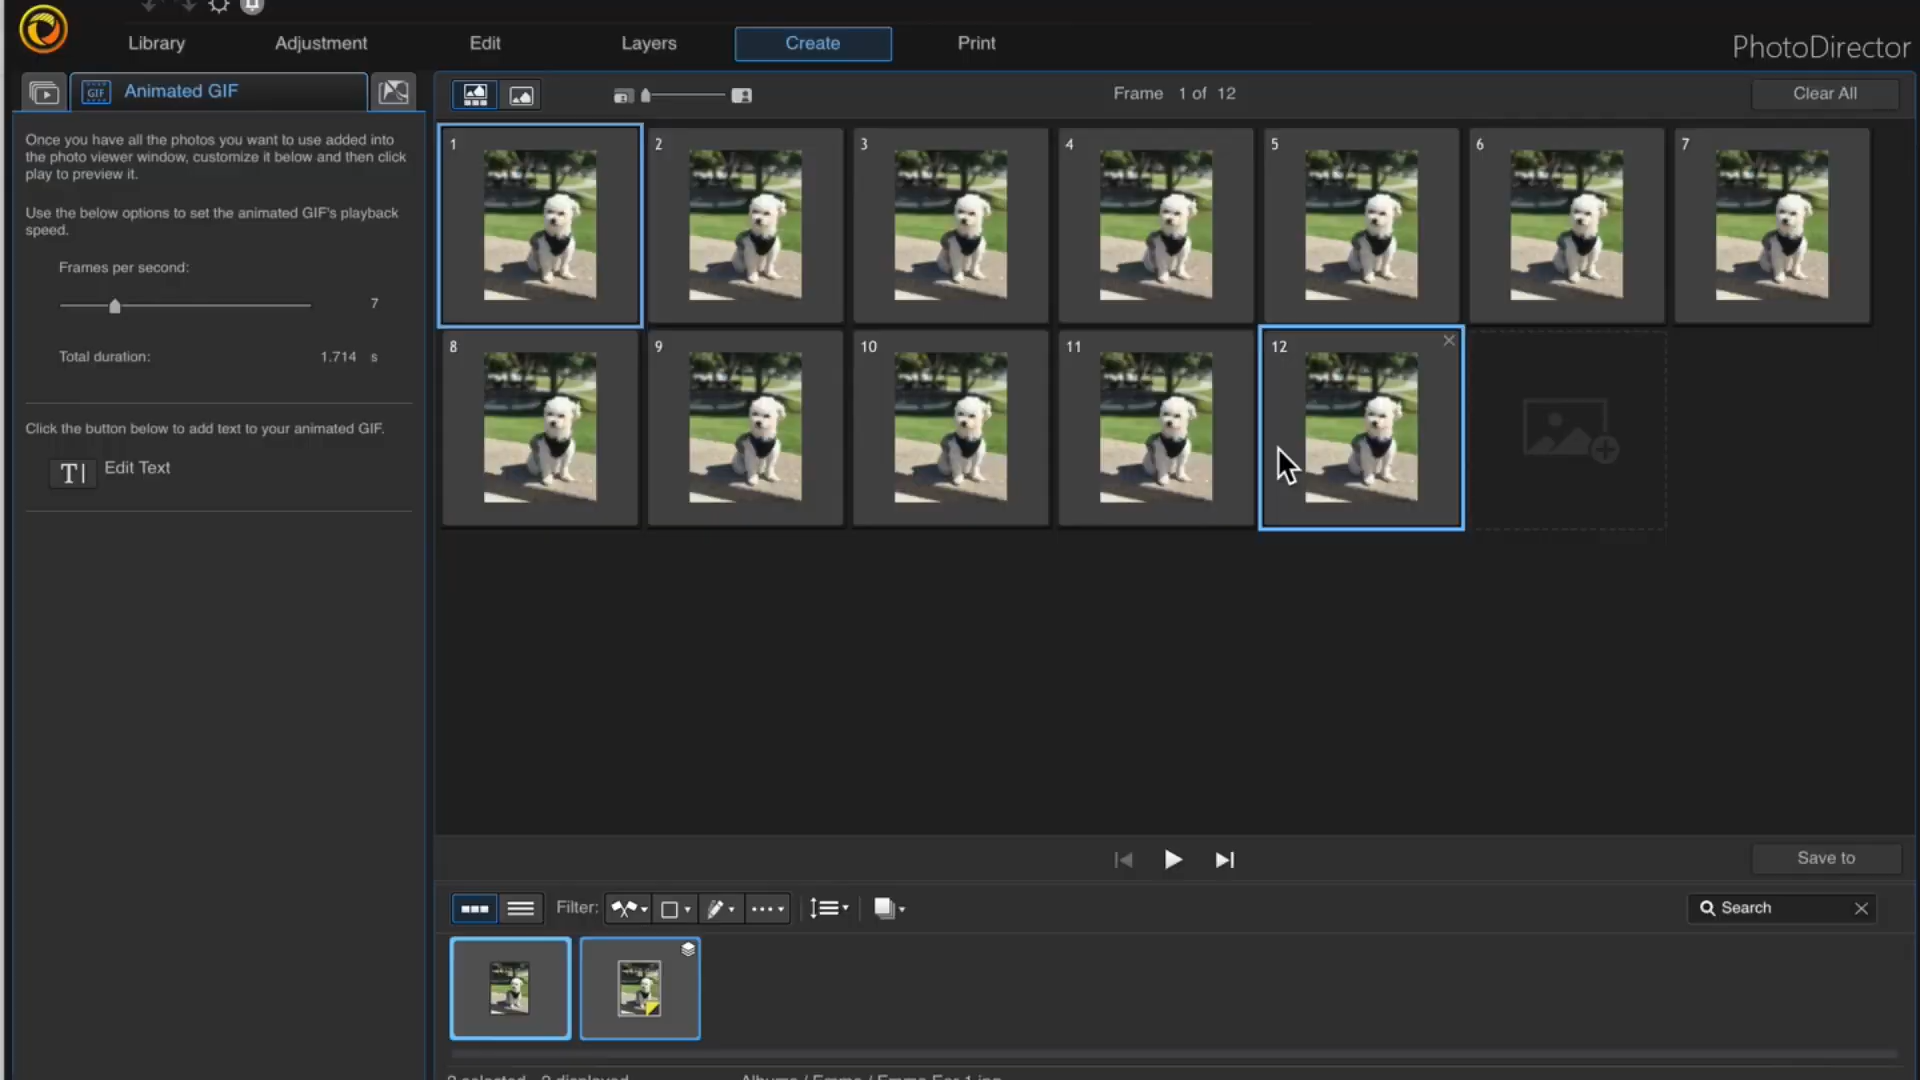 Library Adjustment Edit Layers Create Print PhotoDirector
GIF Animated GIF
Frame 1 of 12 Clear All
Once you have all the photos you want to use added into
the photo viewer window, customize it below and then click
play to preview it.
Use the below options to set the animated GIF's playback
speed.
Frames per second:
7
Total duration: 1.714 s
Click the button below to add text to your animated GIF.
T| Edit Text
1 2 3 4 5 6 7
8 9 10 11 12
Save to
Filter: Search